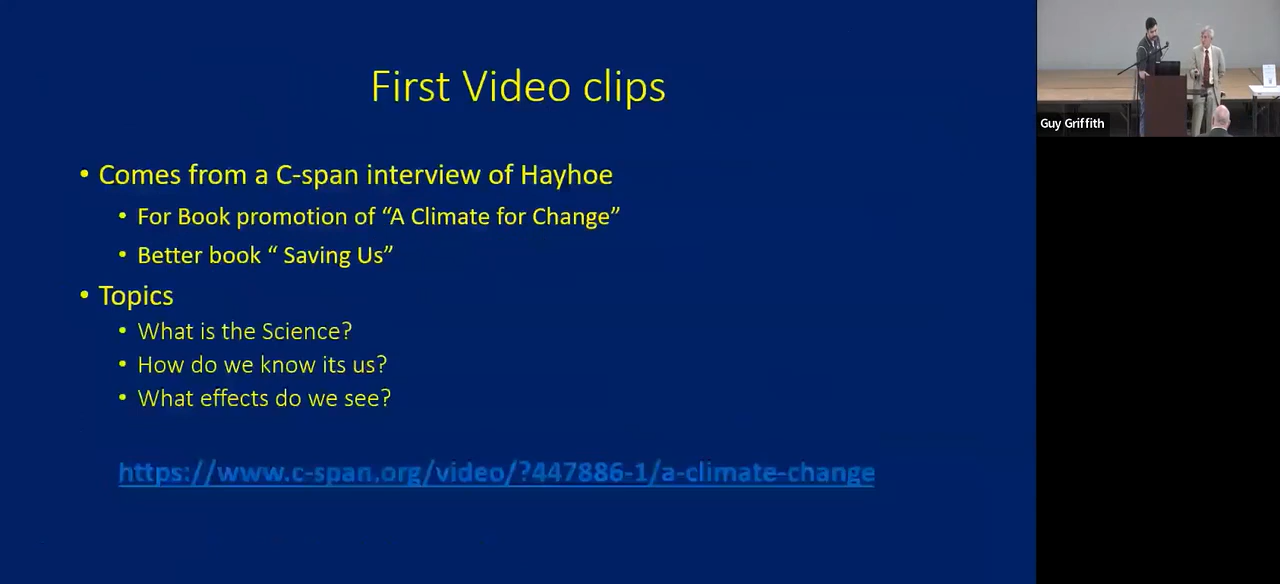 First Video clips
• Comes from a C-span interview of Hayhoe
• For Book promotion of “A Climate for Change”
• Better book “ Saving Us”
• Topics
• What is the Science?
• How do we know its us?
• What effects do we see?
https://www.c-span.org/video/?447886-1/a-climate-change
Guy Griffith